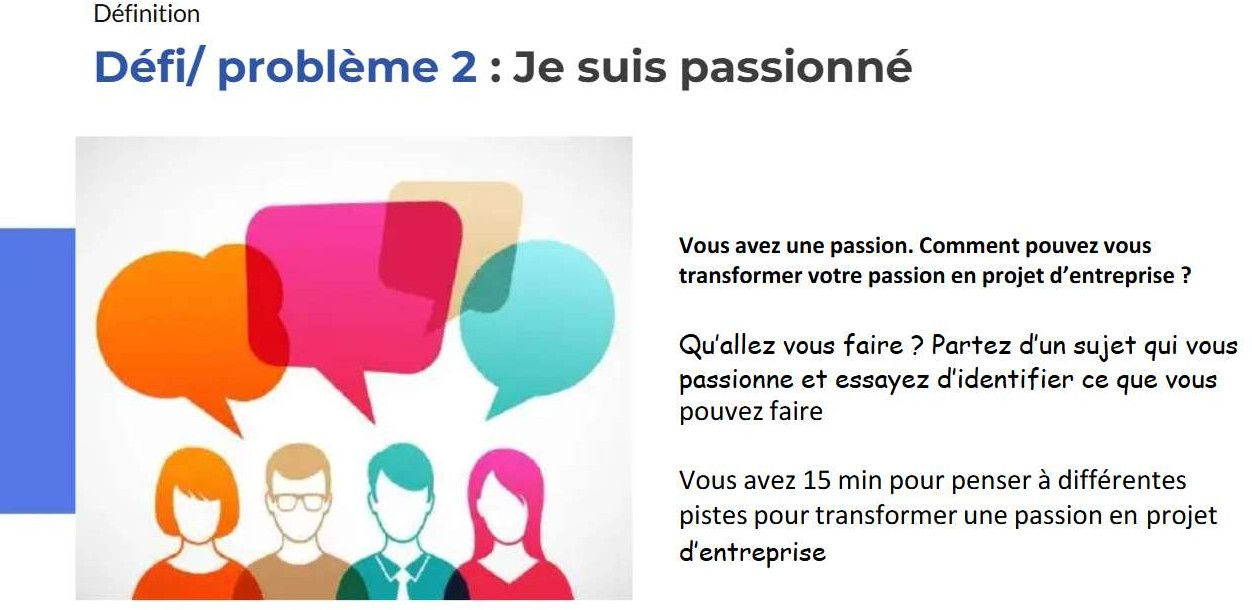 Définition
Défi/ problème 2 : Je suis passionné
Vous avez une passion. Comment pouvez vous
transformer votre passion en projet d’entreprise ?
Qu’allez vous faire ? Partez d’un sujet qui vous
passionne et essayez d’identifier ce que vous
pouvez faire
Vous avez 15 min pour penser à différentes
pistes pour transformer une passion en projet
d’entreprise